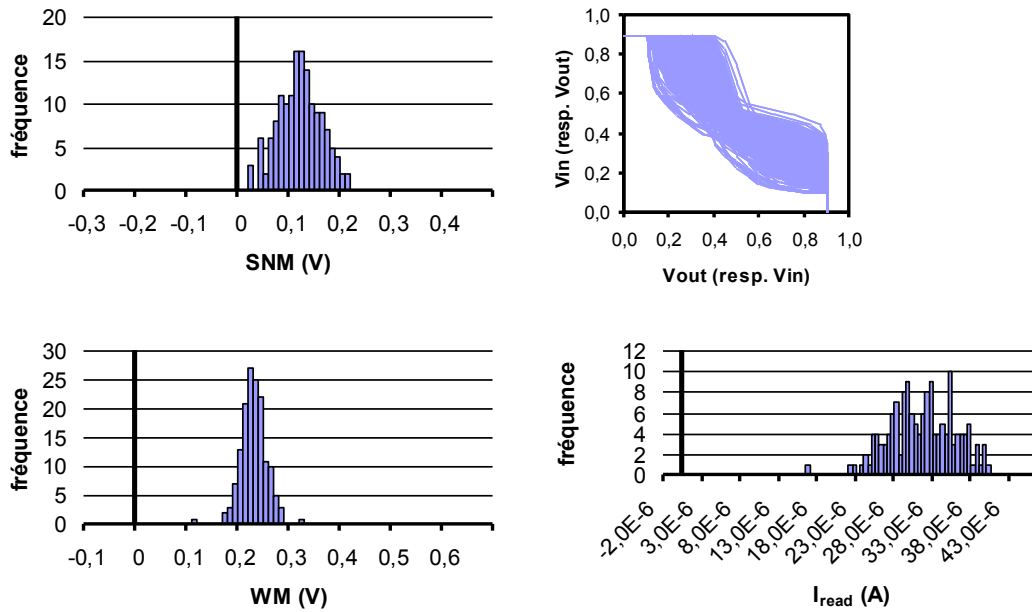 20
15
10
5
0
fréquence
-0,3 -0,2 -0,1 0 0,1 0,2 0,3 0,4
SNM (V)
1,0
0,8
0,6
0,4
0,2
0,0
Vin (resp. Vout)
0,0 0,2 0,4 0,6 0,8 1,0
Vout (resp. Vin)
30
25
20
15
10
5
0
fréquence
-0,1 0 0,1 0,2 0,3 0,4 0,5 0,6
WM (V)
12
10
8
6
4
2
0
fréquence
-2,0E-6 3,0E-6 8,0E-6 13,0E-6 18,0E-6 23,0E-6 28,0E-6 33,0E-6 38,0E-6 43,0E-6
Iread (A)